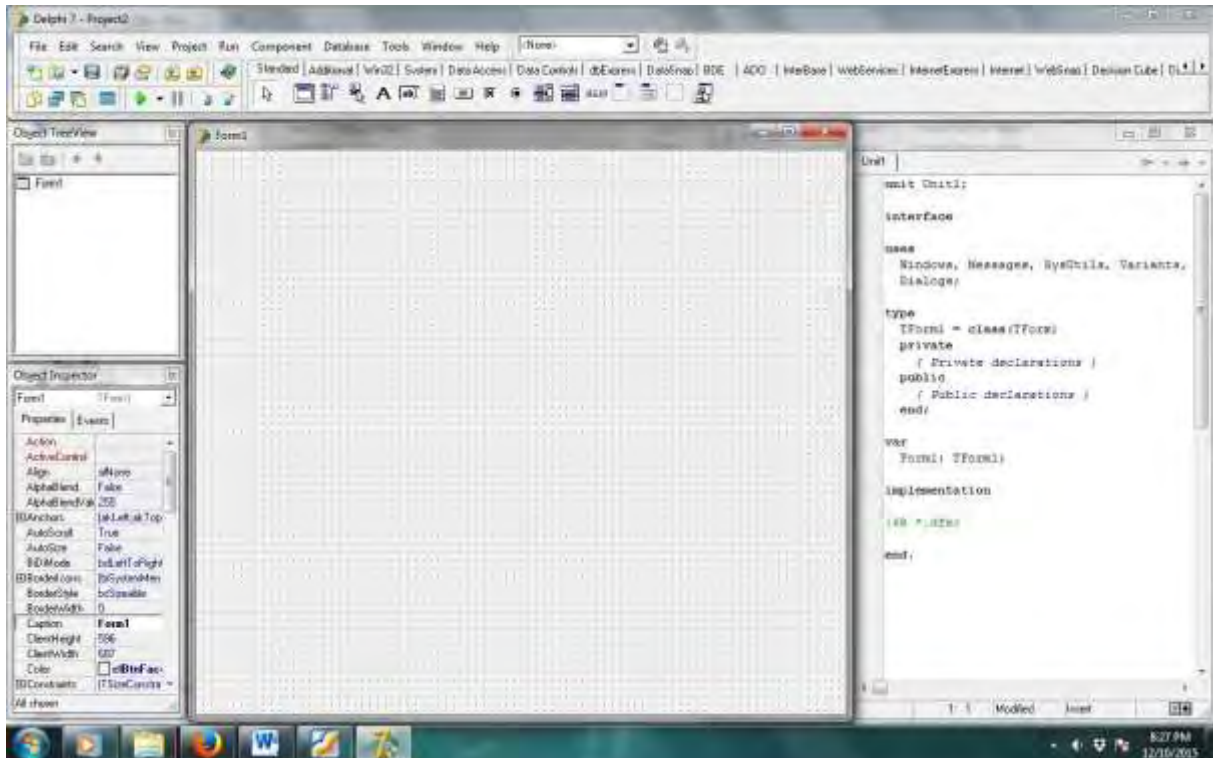 Delphi 7 - Project2
File Edit Search View Project Run Component Database Tools Window Help <None>
Standard | Additional | Win32 | System | Data Access | Data Controls | dbExpress | DataSnap | BDE | ADO | InterBase | WebServices | InternetExpress | Internet | WebSnap | Decision Cube
Object TreeView
Form1
Object Inspector
Form1 TForm1
Properties Events
Action
ActiveControl
Align alNone
AlphaBlend False
AlphaBlendVal 255
Anchors [akLeft,akTop
AutoScroll True
AutoSize False
BiDiMode bdLeftToRight
BorderIcons [biSystemMen
BorderStyle bsSizeable
BorderWidth 0
Caption Form1
ClientHeight 596
ClientWidth
Color clBtnFac
Constraints (TSizeConstra
All shown
Form1
Unit
unit Unit1;
interface
uses
Windows, Messages, SysUtils, Variants,
Dialogs;
type
TForm1 = class(TForm)
private
{ Private declarations }
public
{ Public declarations }
end;
var
Form1: TForm1;
implementation
{$R *.dfm}
end.
1: 1 Modified Insert
8:27 PM
12/10/2015